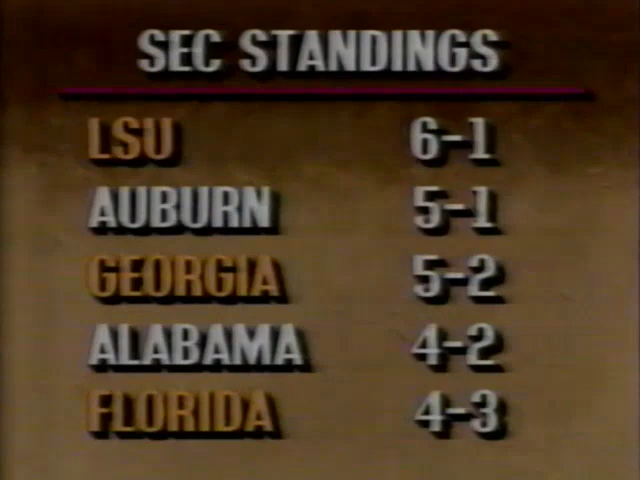 SEC STANDINGS
LSU 6-1
AUBURN 5-1
GEORGIA 5-2
ALABAMA 4-2
FLORIDA 4-3